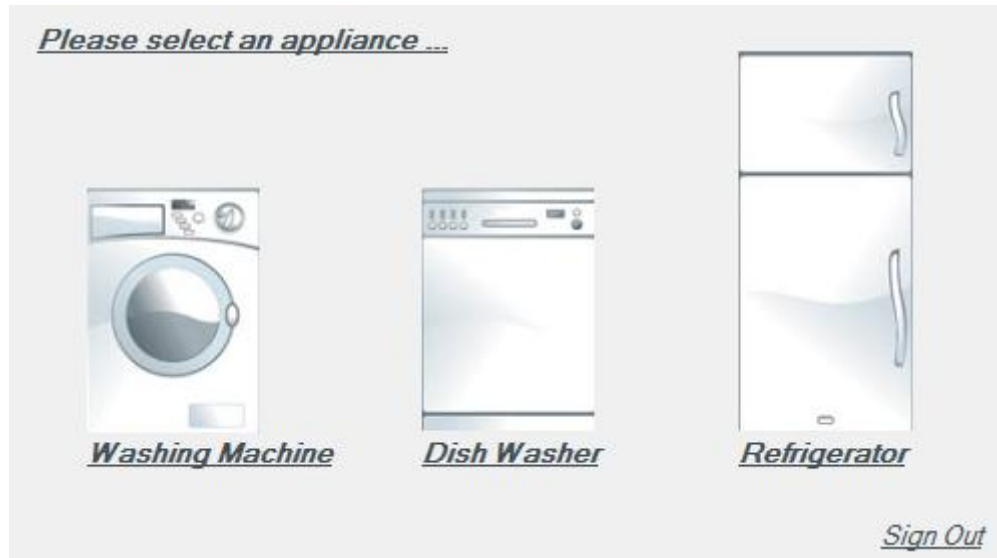 Please select an appliance ...
Washing Machine
Dish Washer
Refrigerator
Sign Out